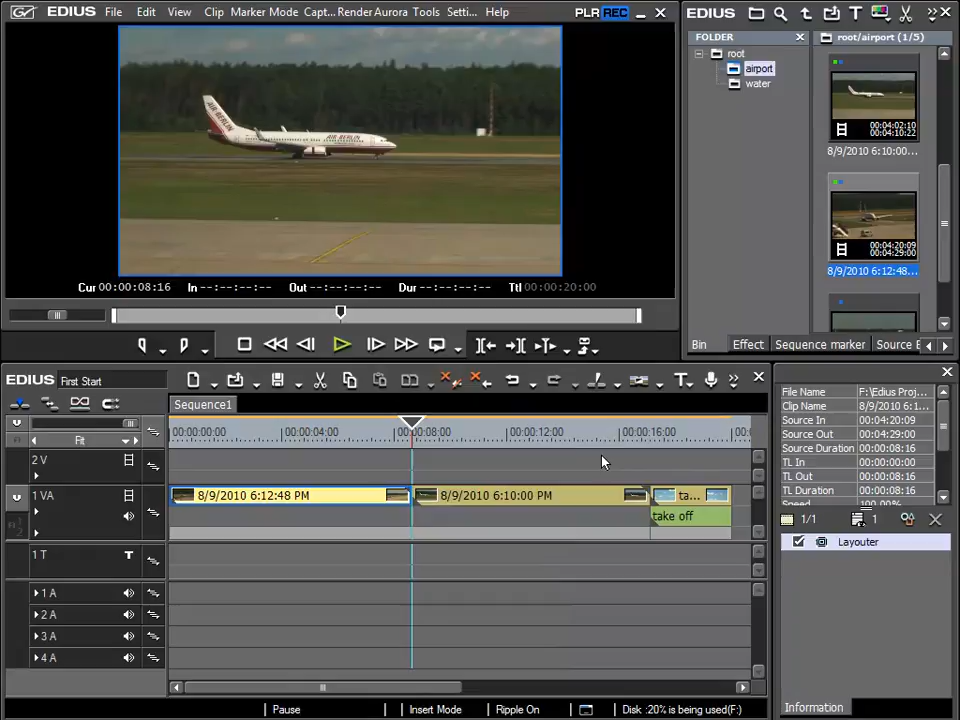 File Edit View Clip Marker Mode Capt... Render Aurora Tools Setti... Help PLR REC
AIR BERLIN
AIR BERLIN
Cur 00:00:08:16 In --:--:--:-- Out --:--:--:-- Dur --:--:--:-- Ttl 00:00:20:00
EDIUS
FOLDER
root
airport
water
root/airport (1/5)
00:04:02:10
00:04:10:22
8/9/2010 6:10:00...
00:04:20:09
00:04:29:00
8/9/2010 6:12:48...
Bin Effect Sequence marker Source
EDIUS First Start
Sequence1
Fit
00:00:00:00 00:00:04:00 00:00:08:00 00:00:12:00 00:00:16:00
2 V
1 VA
8/9/2010 6:12:48 PM 8/9/2010 6:10:00 PM ta...
take off
1 T T
1 A
2 A
3 A
4 A
Pause Insert Mode Ripple On Disk :20% is being used(F:)
File Name F:\Edius Proj...
Clip Name 8/9/2010 6:1...
Source In 00:04:20:09
Source Out 00:04:29:00
Source Duration 00:00:08:16
TL In 00:00:00:00
TL Out 00:00:08:16
TL Duration 00:00:08:16
Speed 100.00%
1/1 1
Layouter
Information